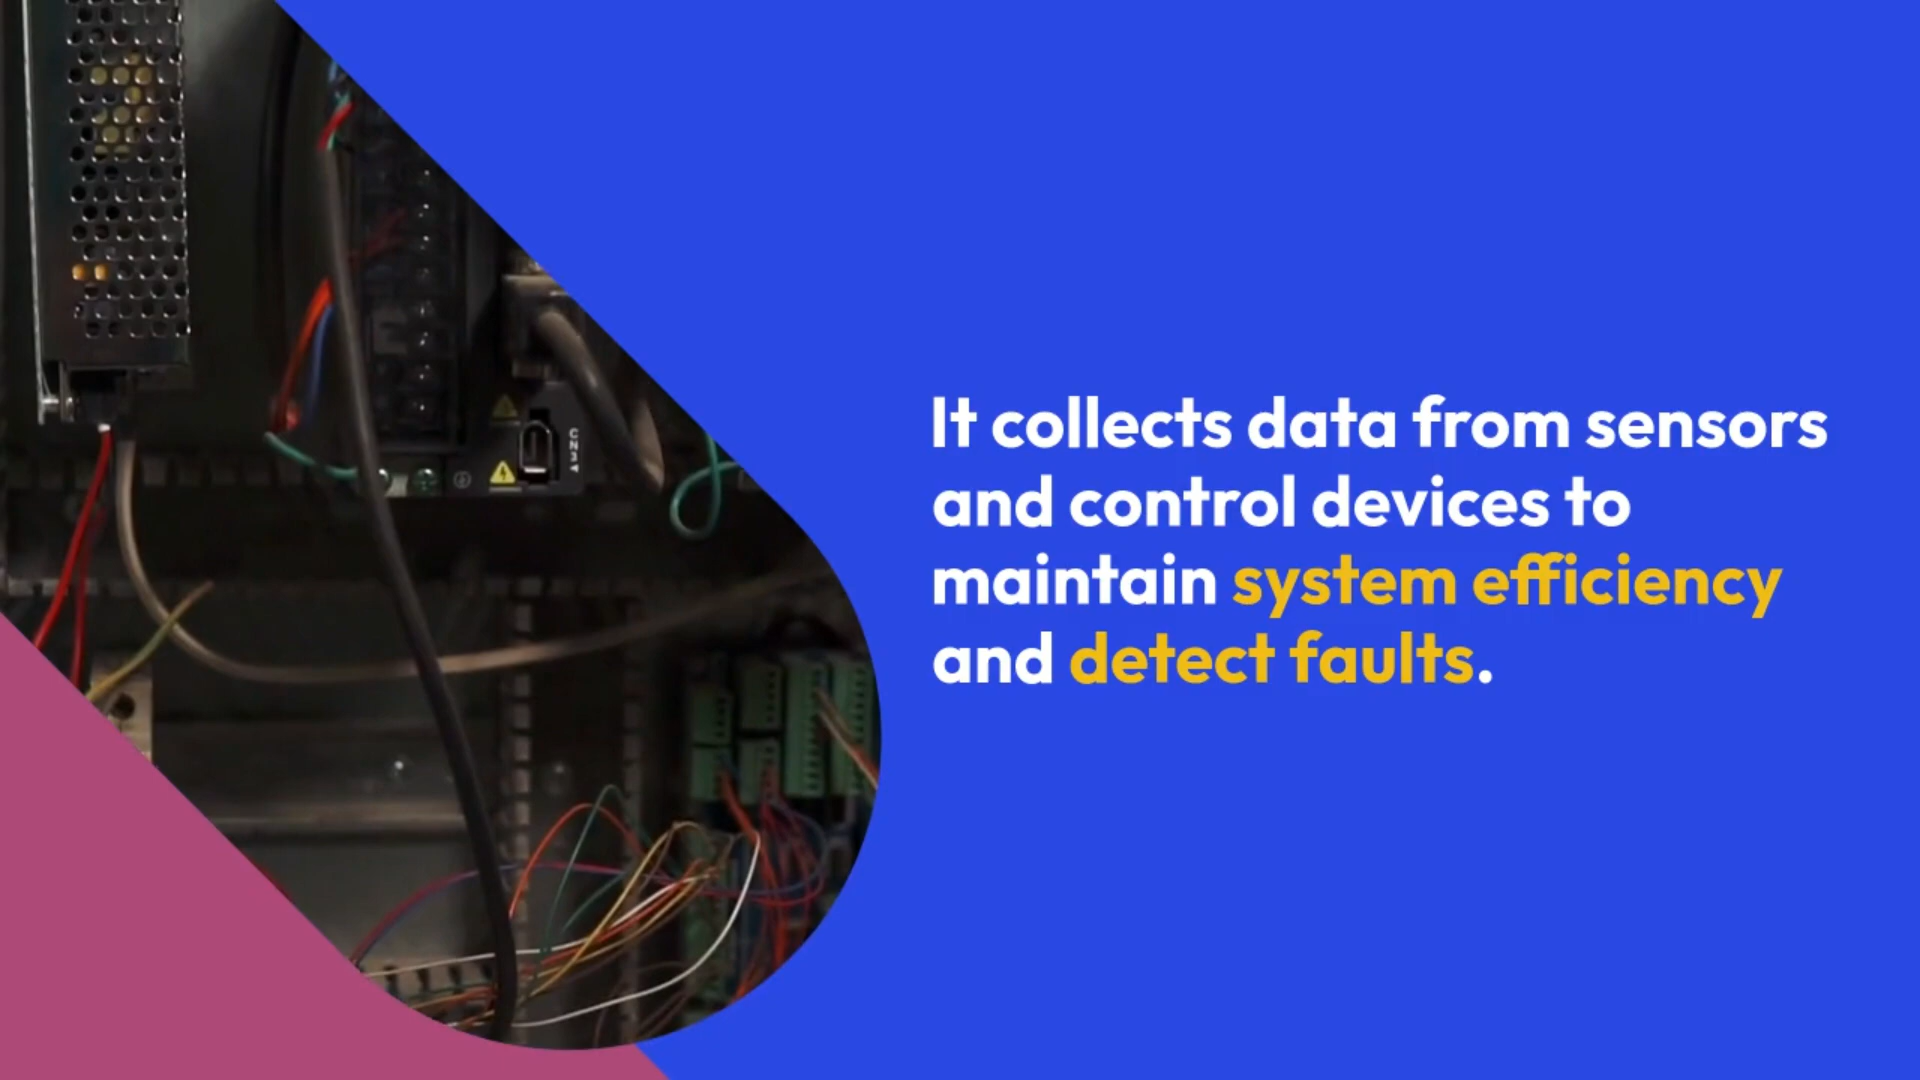 It collects data from sensors
and control devices to
maintain system efficiency
and detect faults.